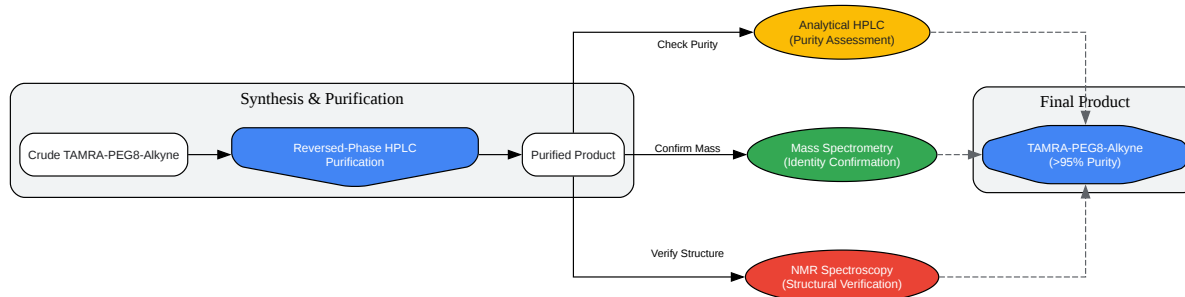 Analytical HPLC
(Purity Assessment)
Check Purity
Synthesis & Purification
Final Product
Crude TAMRA-PEG8-Alkyne
Reversed-Phase HPLC
Purification
Purified Product
Confirm Mass
Mass Spectrometry
(Identity Confirmation)
TAMRA-PEG8-Alkyne
(>95% Purity)
Verify Structure
NMR Spectroscopy
(Structural Verification)